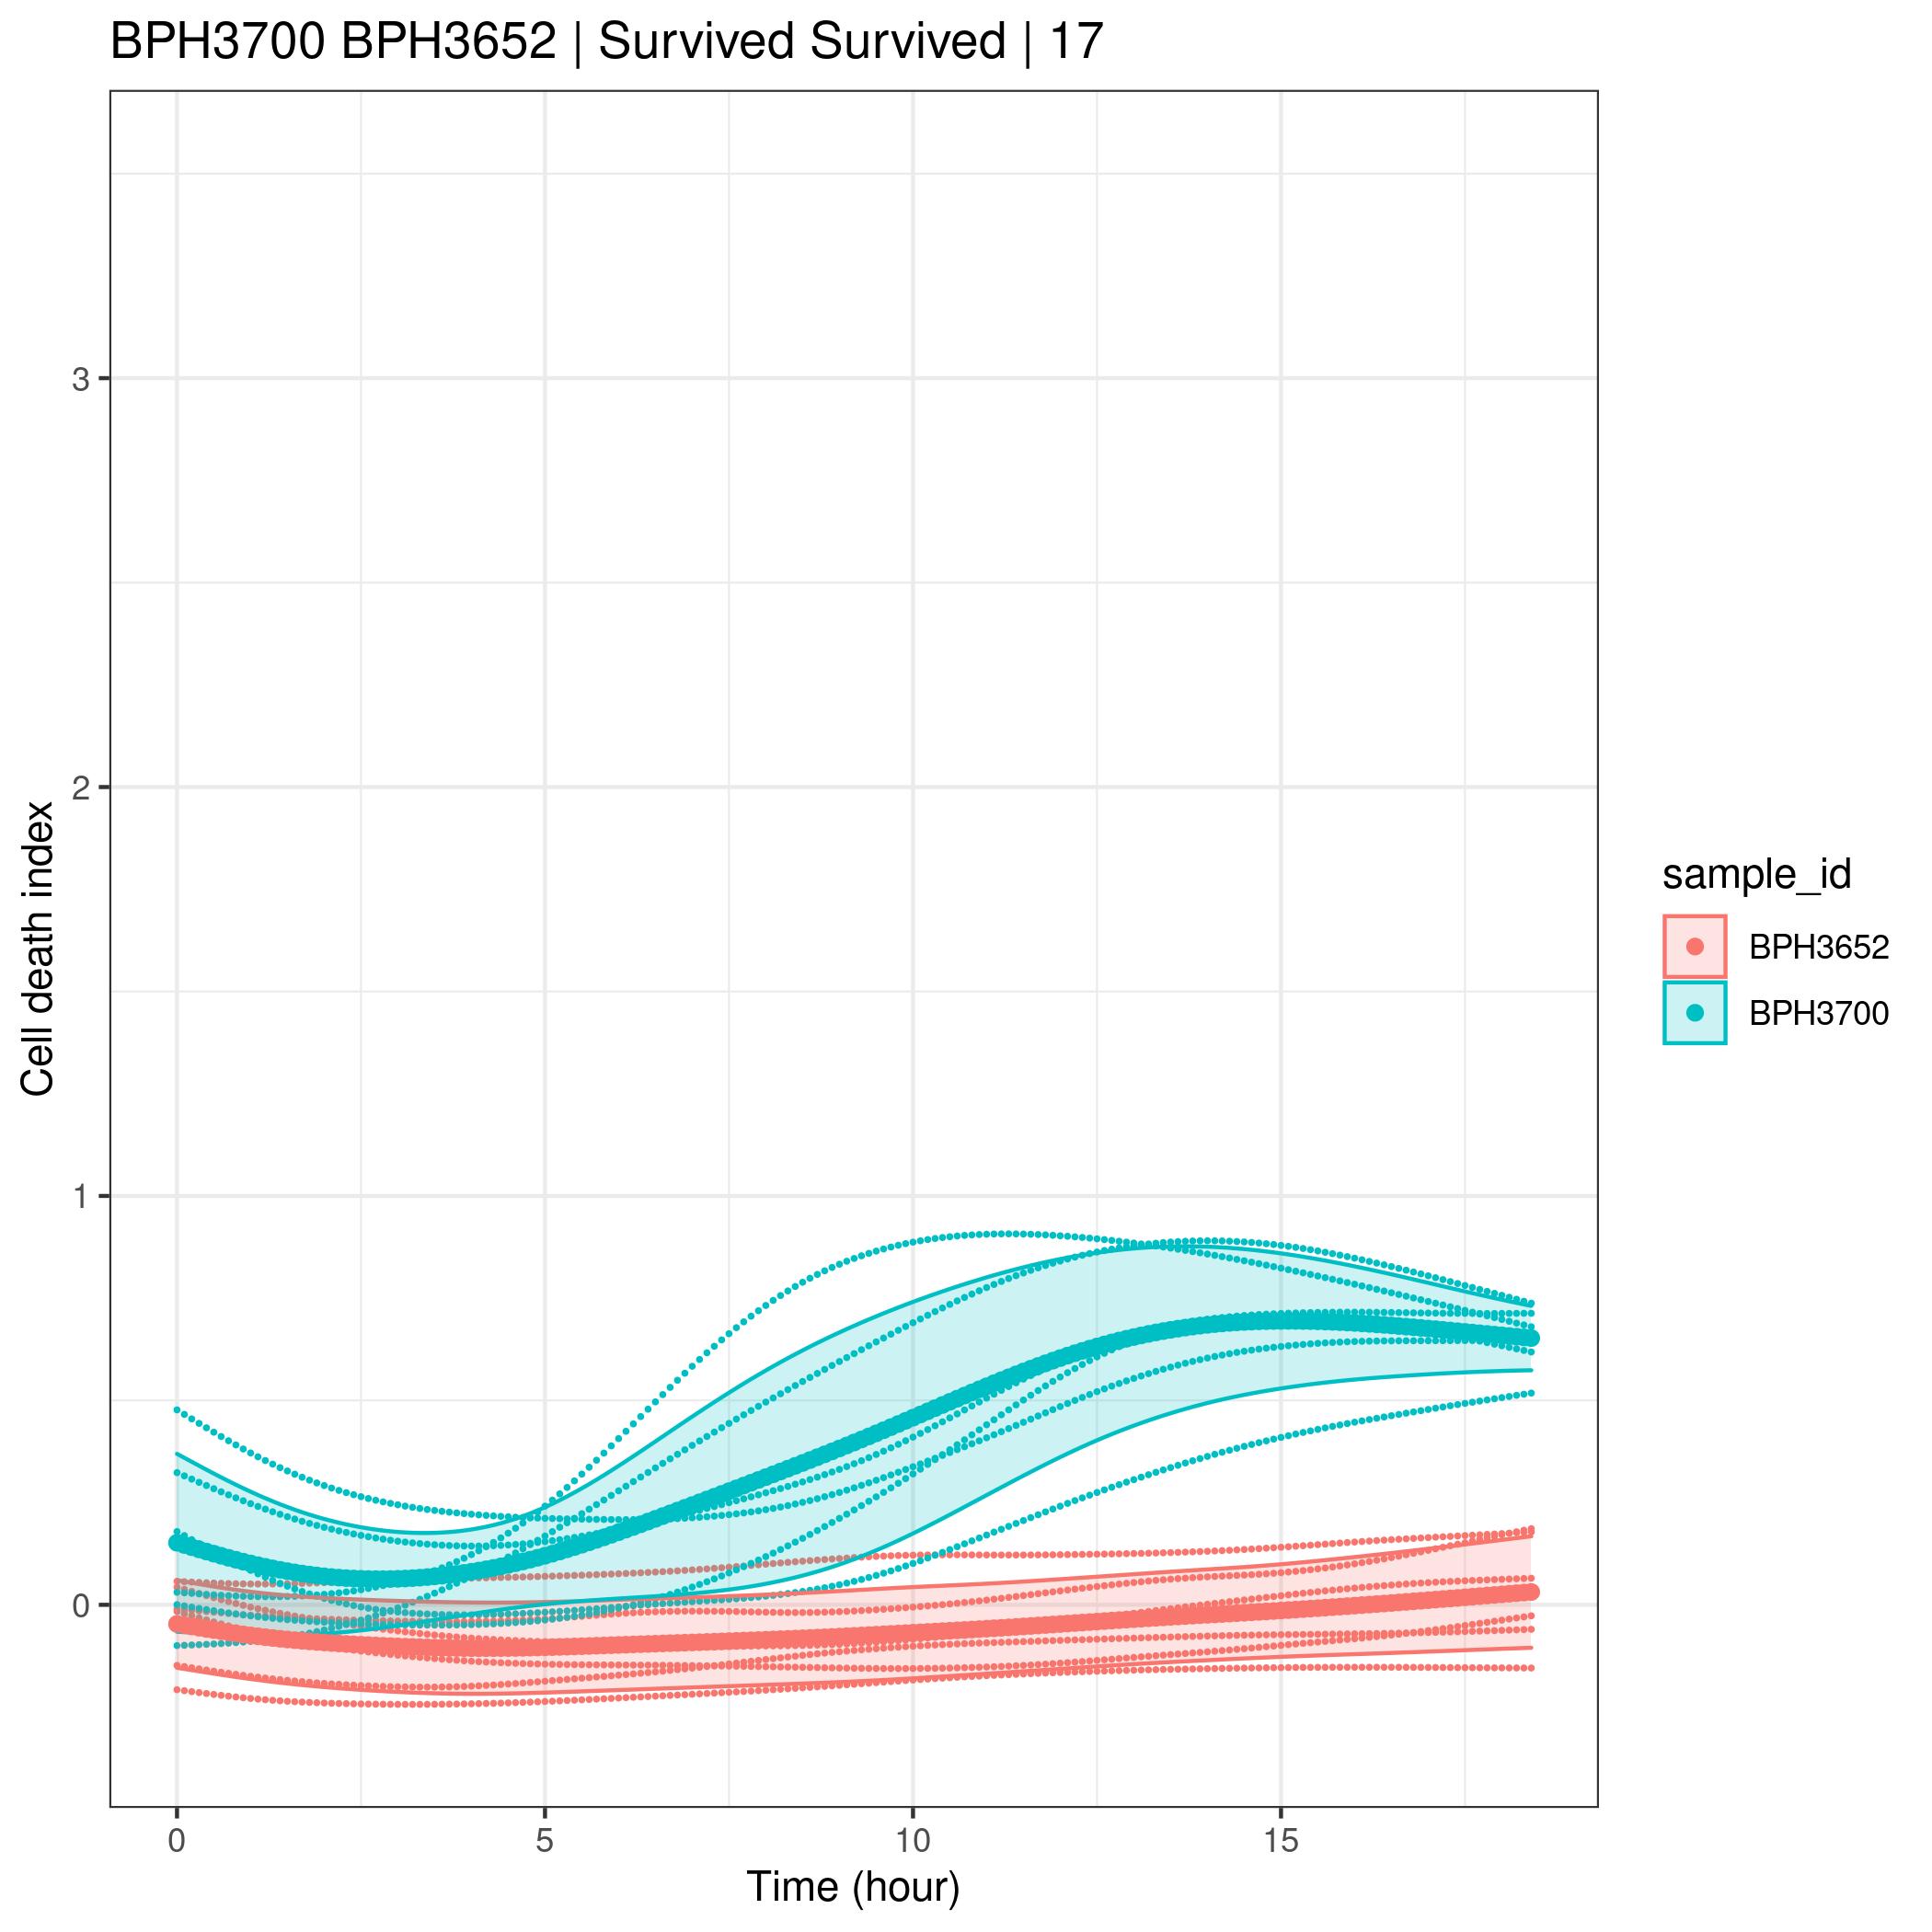 BPH3700 BPH3652 | Survived Survived | 17
3
2
1
0
Cell death index
0 5 10 15
Time (hour)
sample_id
BPH3652
BPH3700